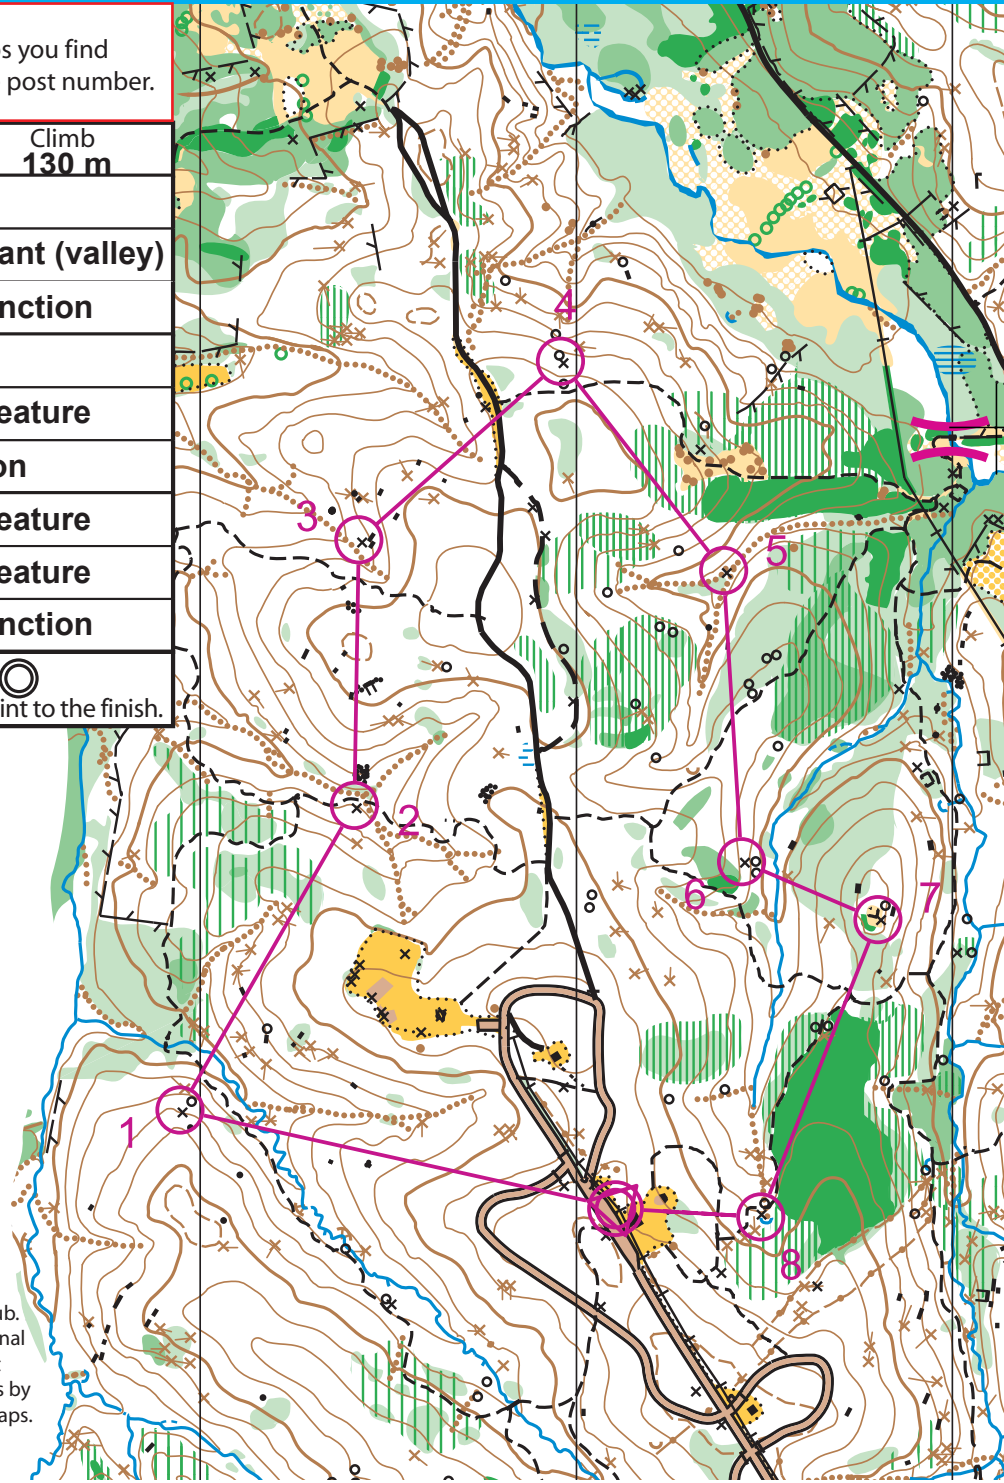 os you find
post number.
Climb
130 m
ant (valley)
nction
eature
on
eature
eature
nction
int to the finish.
4
3
5
2
6
7
1
8
ub.
nal
s by
aps.